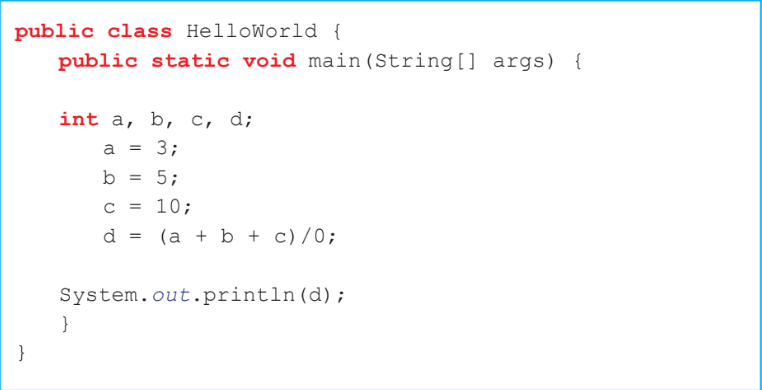 public class HelloWorld {
public static void main(String[] args) {
int a, b, c, d;
a = 3;
b = 5;
c = 10;
d = (a + b + c)/0;
System.out.println(d);
}
}